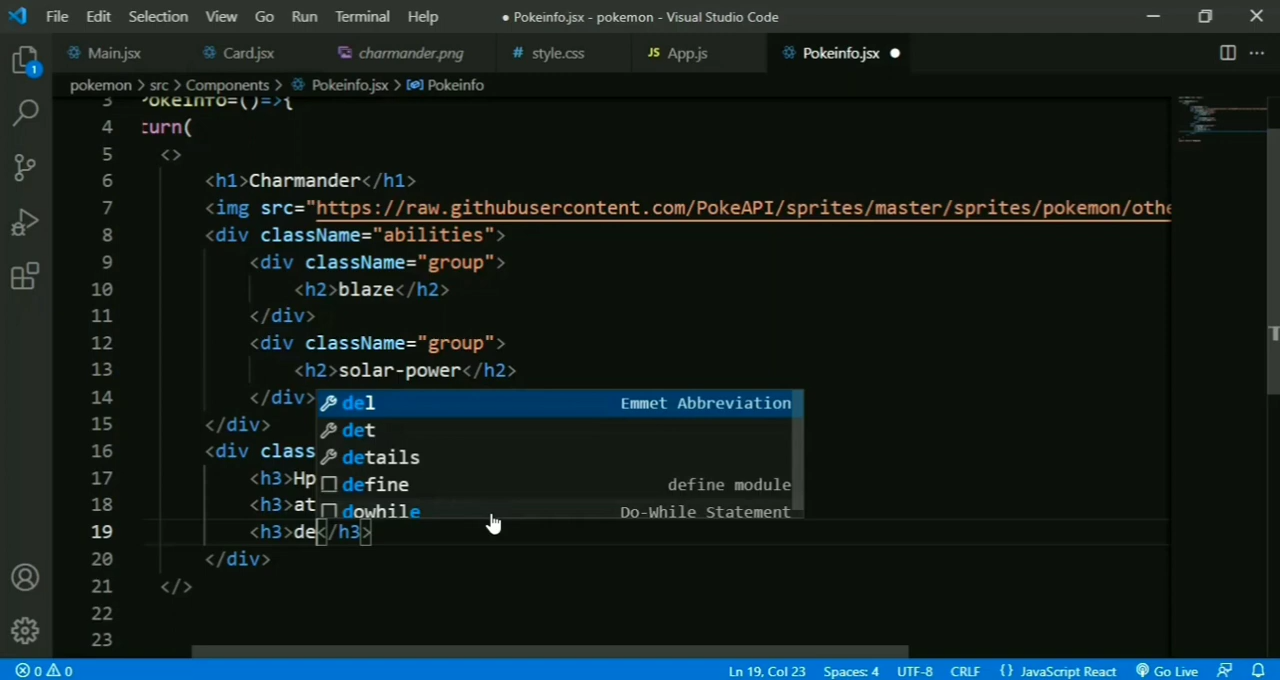 File Edit Selection View Go Run Terminal Help ● Pokeinfo.jsx - pokemon - Visual Studio Code
Main.jsx Card.jsx charmander.png # style.css JS App.js Pokeinfo.jsx ●
1
pokemon > src > Components > Pokeinfo.jsx > Pokeinfo
3 Pokeinfo=()=>{
4 turn(
5 <>
6 <h1>Charmander</h1>
7 <img src="https://raw.githubusercontent.com/PokeAPI/sprites/master/sprites/pokemon/othe
8 <div className="abilities">
9 <div className="group">
10 <h2>blaze</h2>
11 </div>
12 <div className="group">
13 <h2>solar-power</h2>
14 </div>
del Emmet Abbreviation
15 </div>
det
16 <div class
details
17 <h3>Hp
define define module
18 <h3>at
dowhile Do-While Statement
19 <h3>de</h3>
20 </div>
21 </>
22
23
0 0 Ln 19, Col 23 Spaces: 4 UTF-8 CRLF {} JavaScript React Go Live